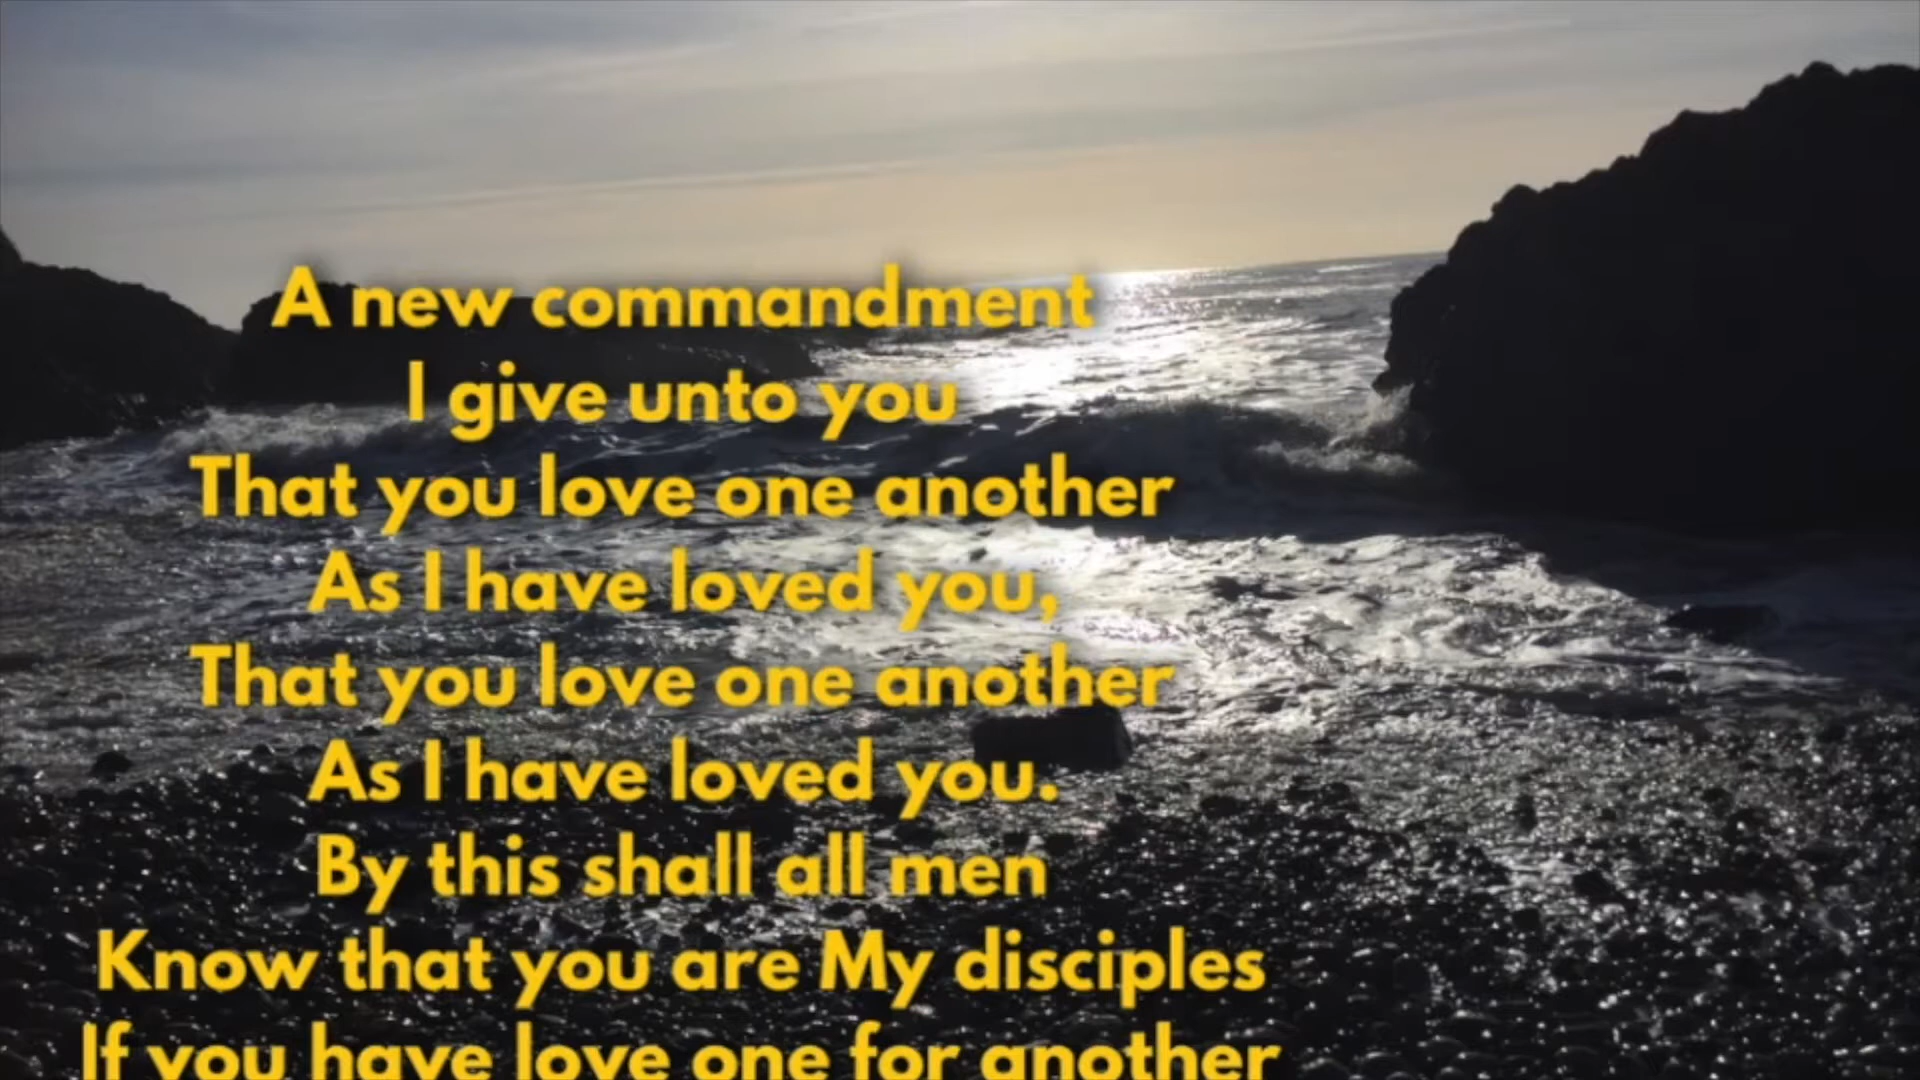 A new commandment
I give unto you
That you love one another
As I have loved you,
That you love one another
As I have loved you.
By this shall all men
Know that you are My disciples
If you have love one for another